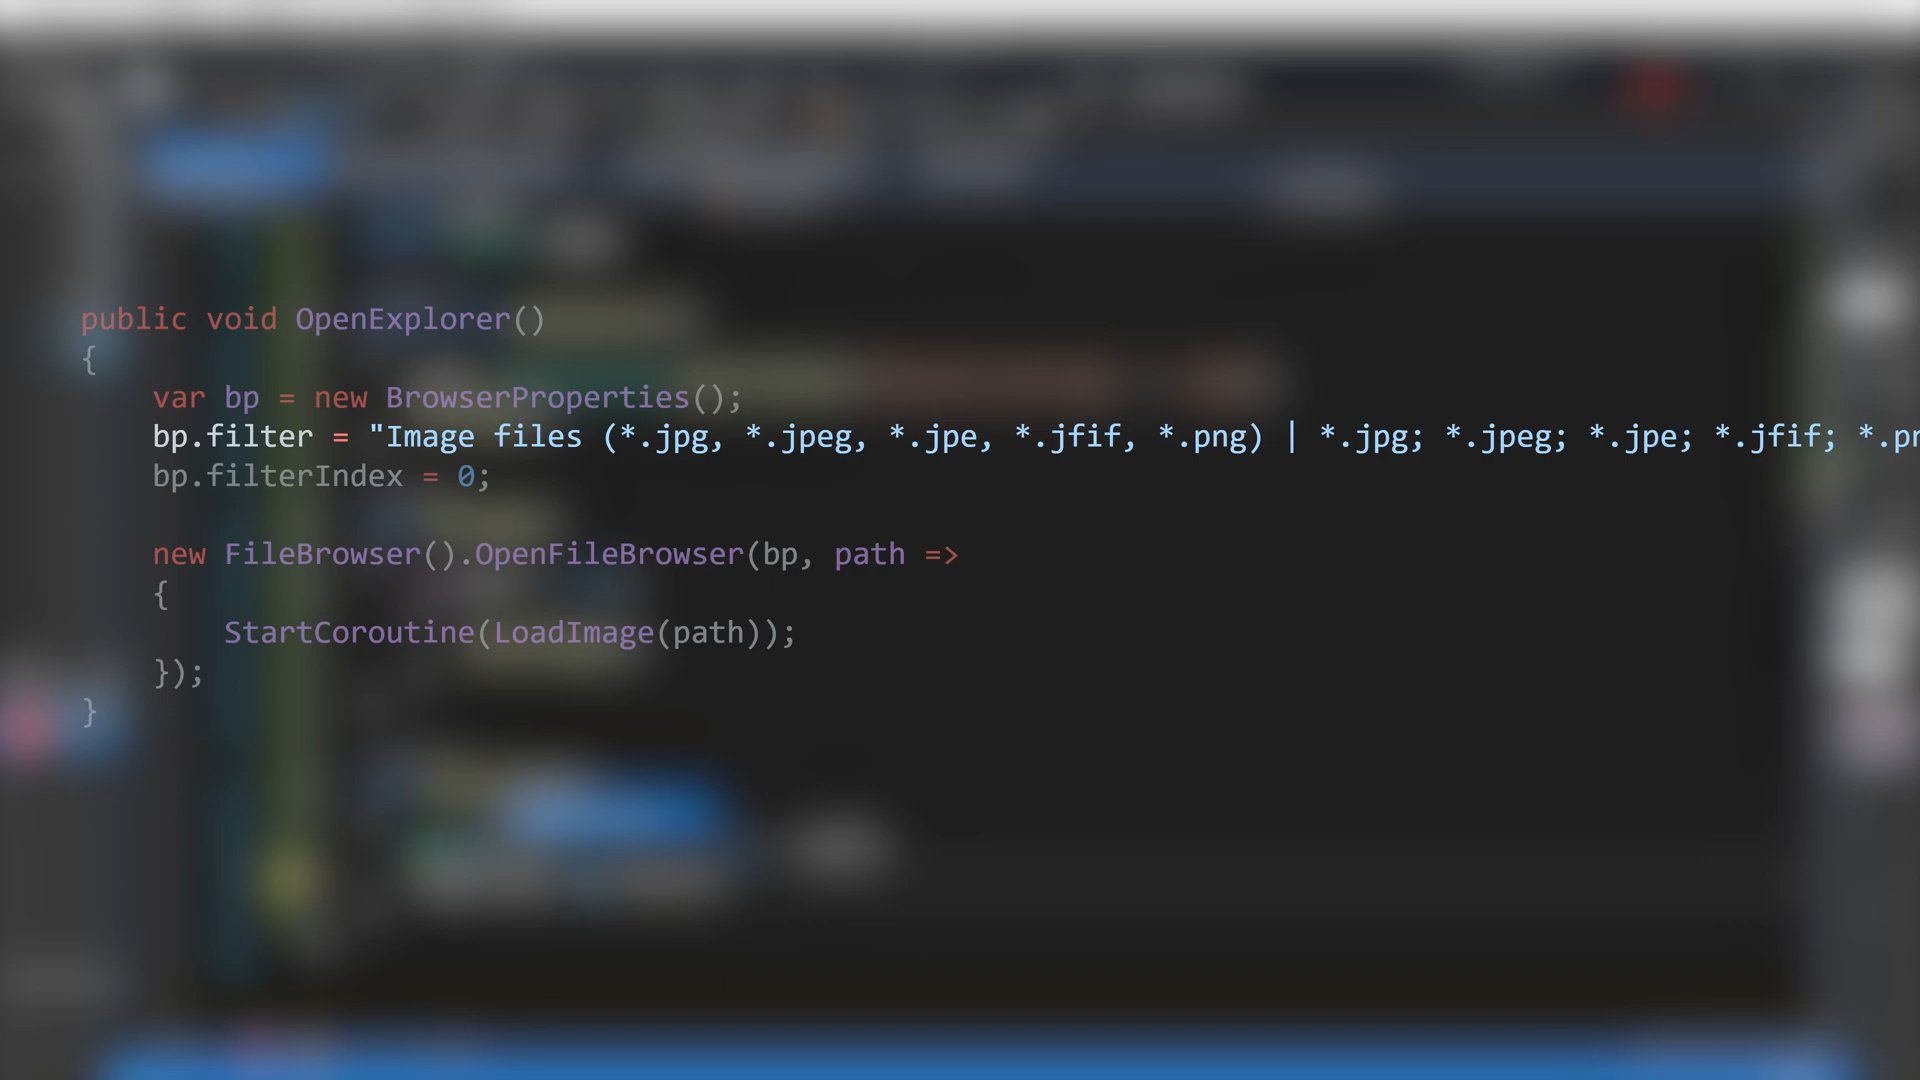 public void OpenExplorer()
{
var bp = new BrowserProperties();
bp.filter = "Image files (*.jpg, *.jpeg, *.jpe, *.jfif, *.png) | *.jpg; *.jpeg; *.jpe; *.jfif; *.pn
bp.filterIndex = 0;
new FileBrowser().OpenFileBrowser(bp, path =>
{
StartCoroutine(LoadImage(path));
});
}